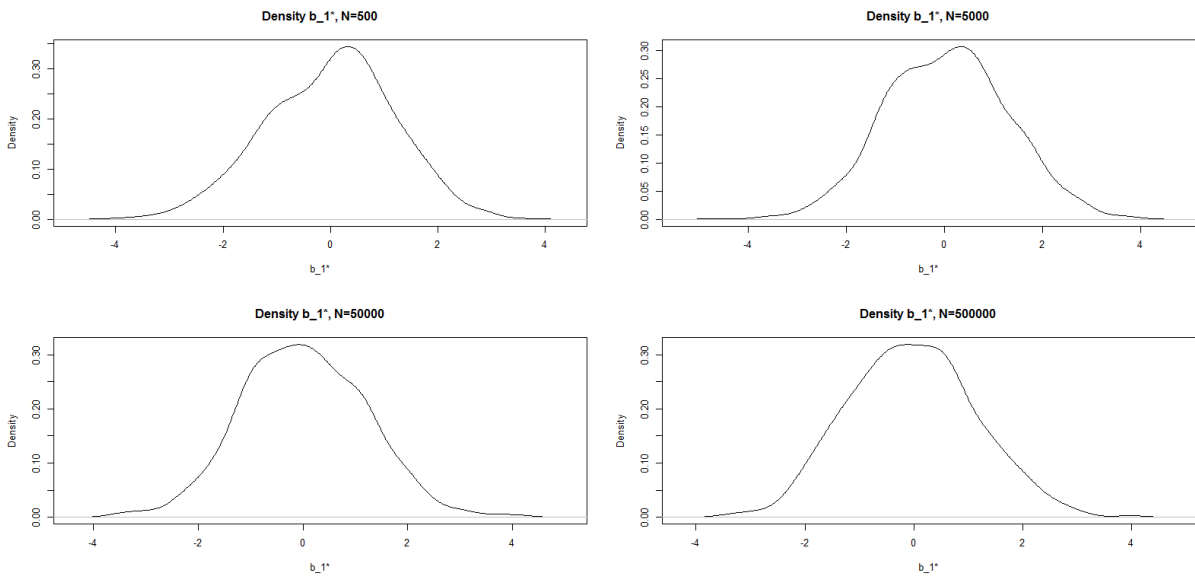 Density b_1*, N=500
Density
0.00 0.10 0.20 0.30
-4 -2 0 2 4
b_1*
Density b_1*, N=5000
Density
0.00 0.05 0.10 0.15 0.20 0.25 0.30
-4 -2 0 2 4
b_1*
Density b_1*, N=50000
Density
0.00 0.10 0.20 0.30
-4 -2 0 2 4
b_1*
Density b_1*, N=500000
Density
0.00 0.10 0.20 0.30
-4 -2 0 2 4
b_1*